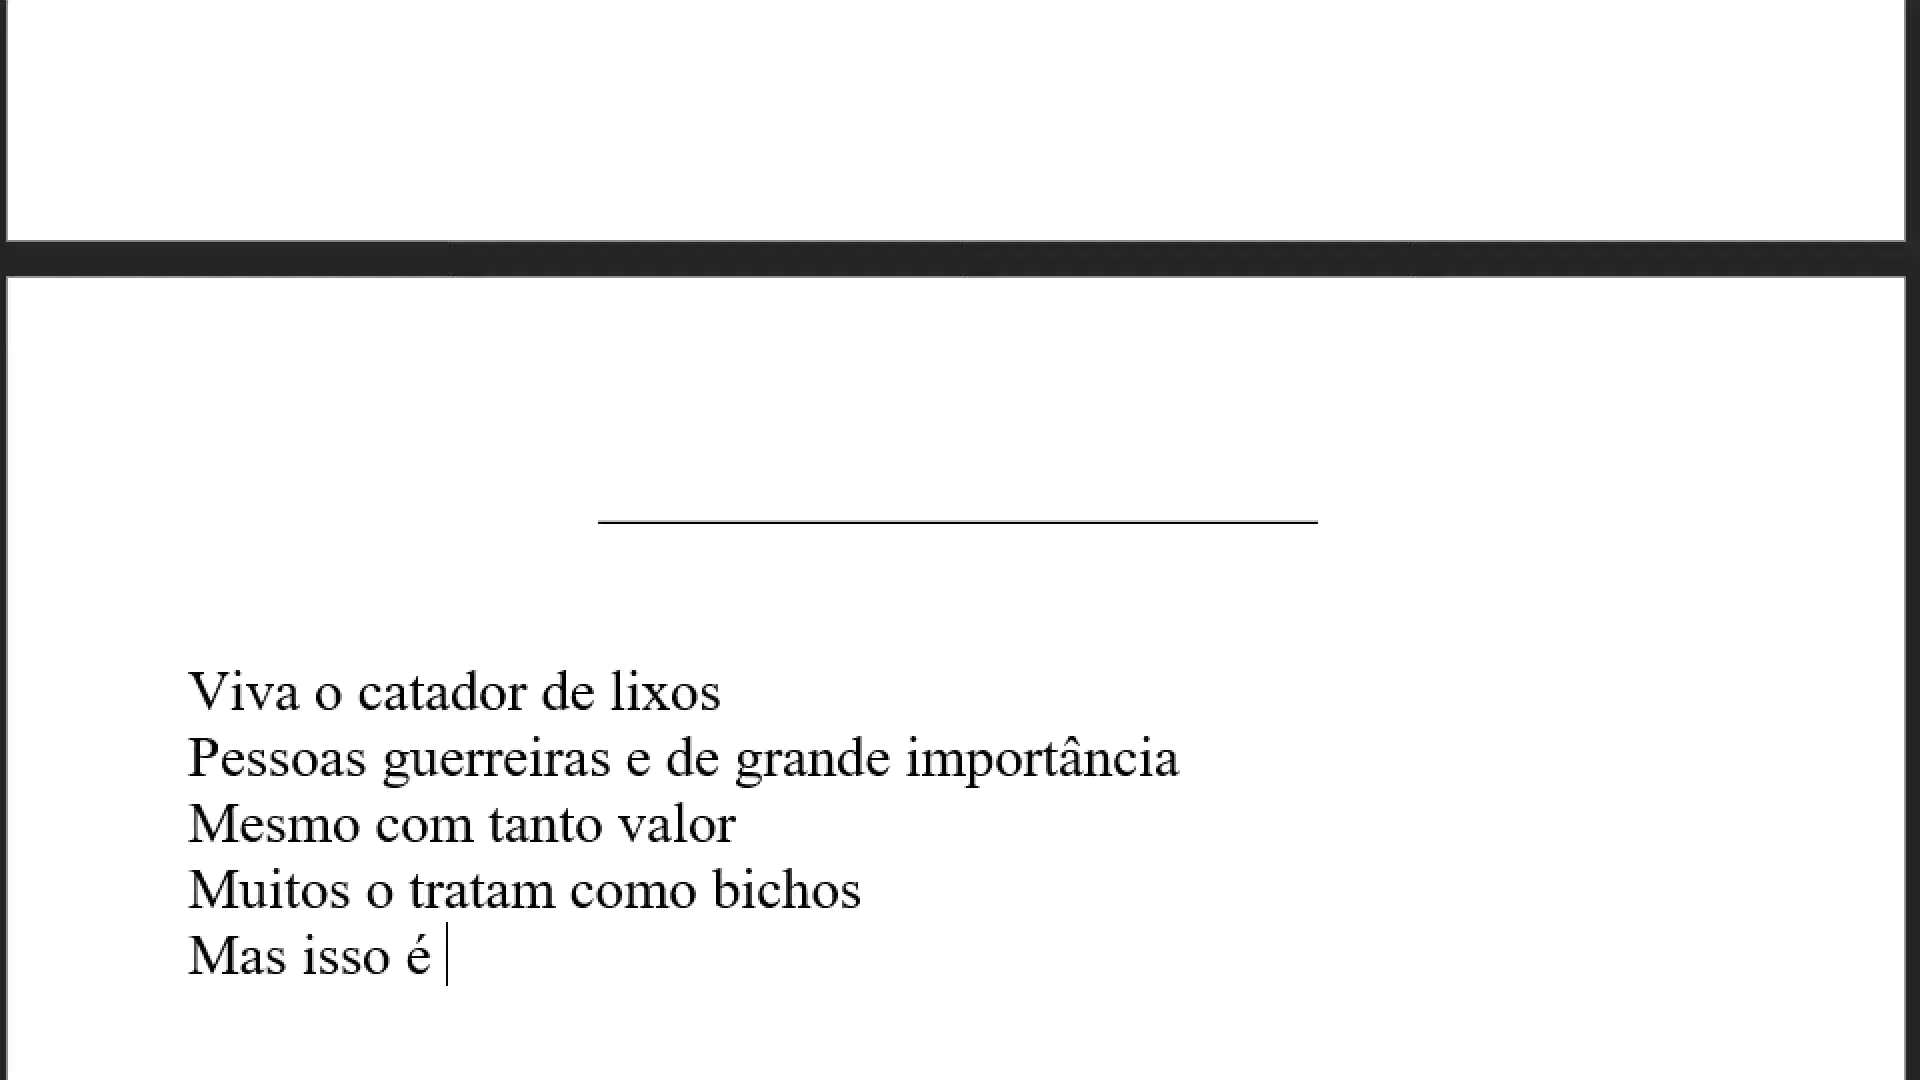 Viva o catador de lixos
Pessoas guerreiras e de grande importância
Mesmo com tanto valor
Muitos o tratam como bichos
Mas isso é